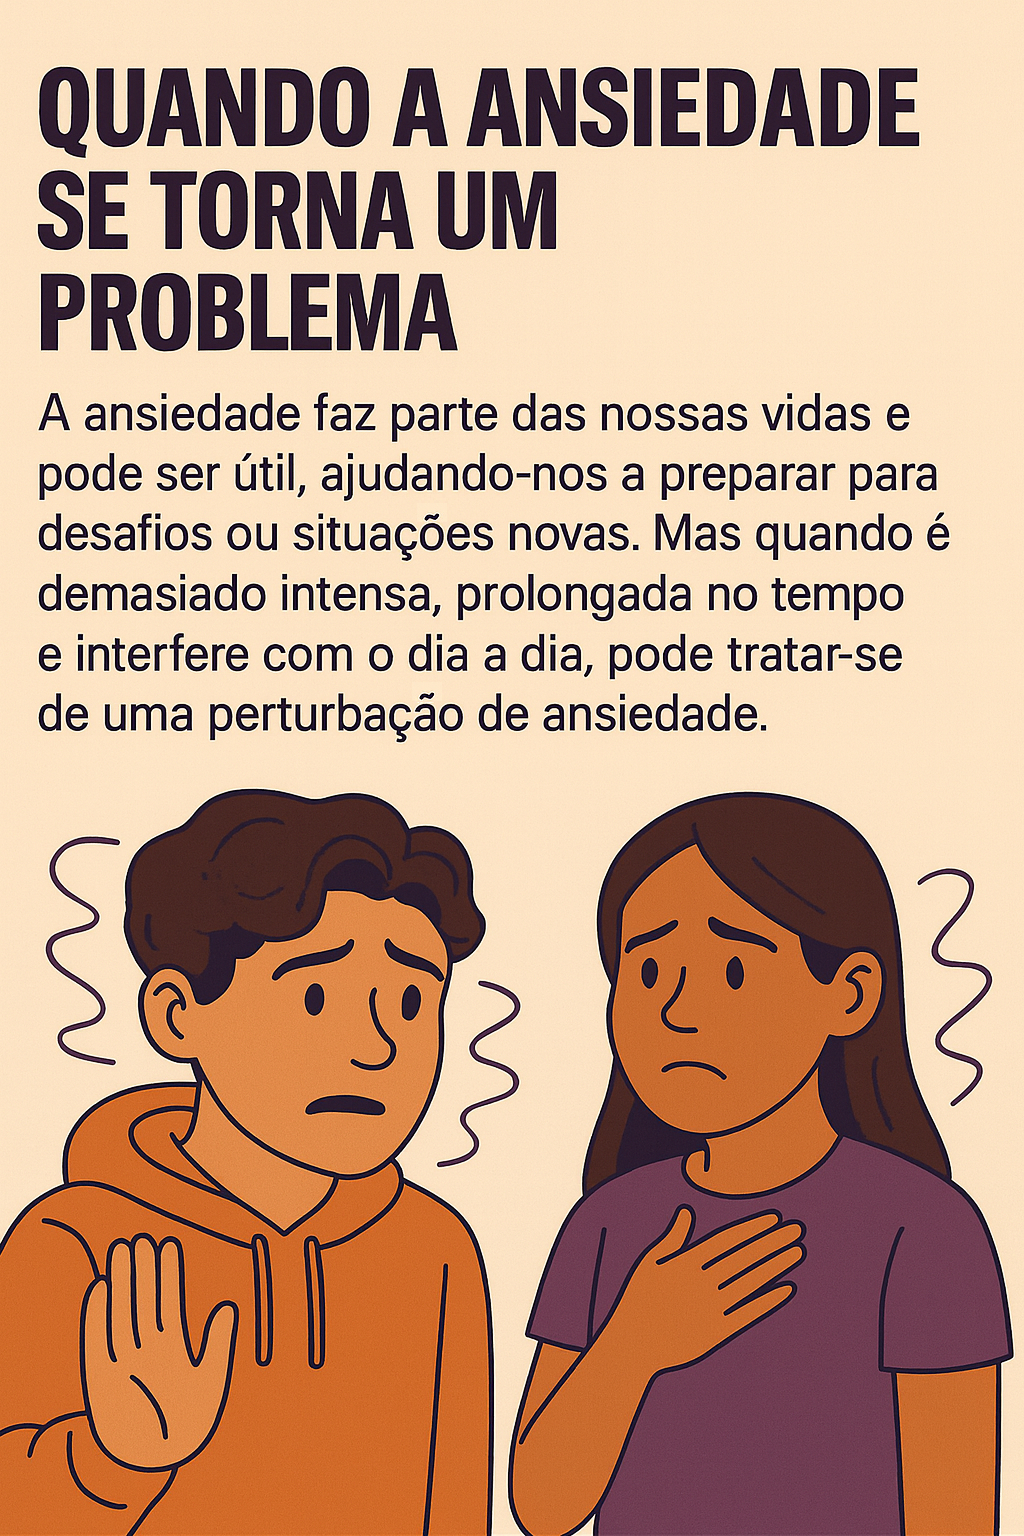 QUANDO A ANSIEDADE
SE TORNA UM
PROBLEMA
A ansiedade faz parte das nossas vidas e
pode ser útil, ajudando-nos a preparar para
desafios ou situações novas. Mas quando é
demasiado intensa, prolongada no tempo
e interfere com o dia a dia, pode tratar-se
de uma perturbação de ansiedade.